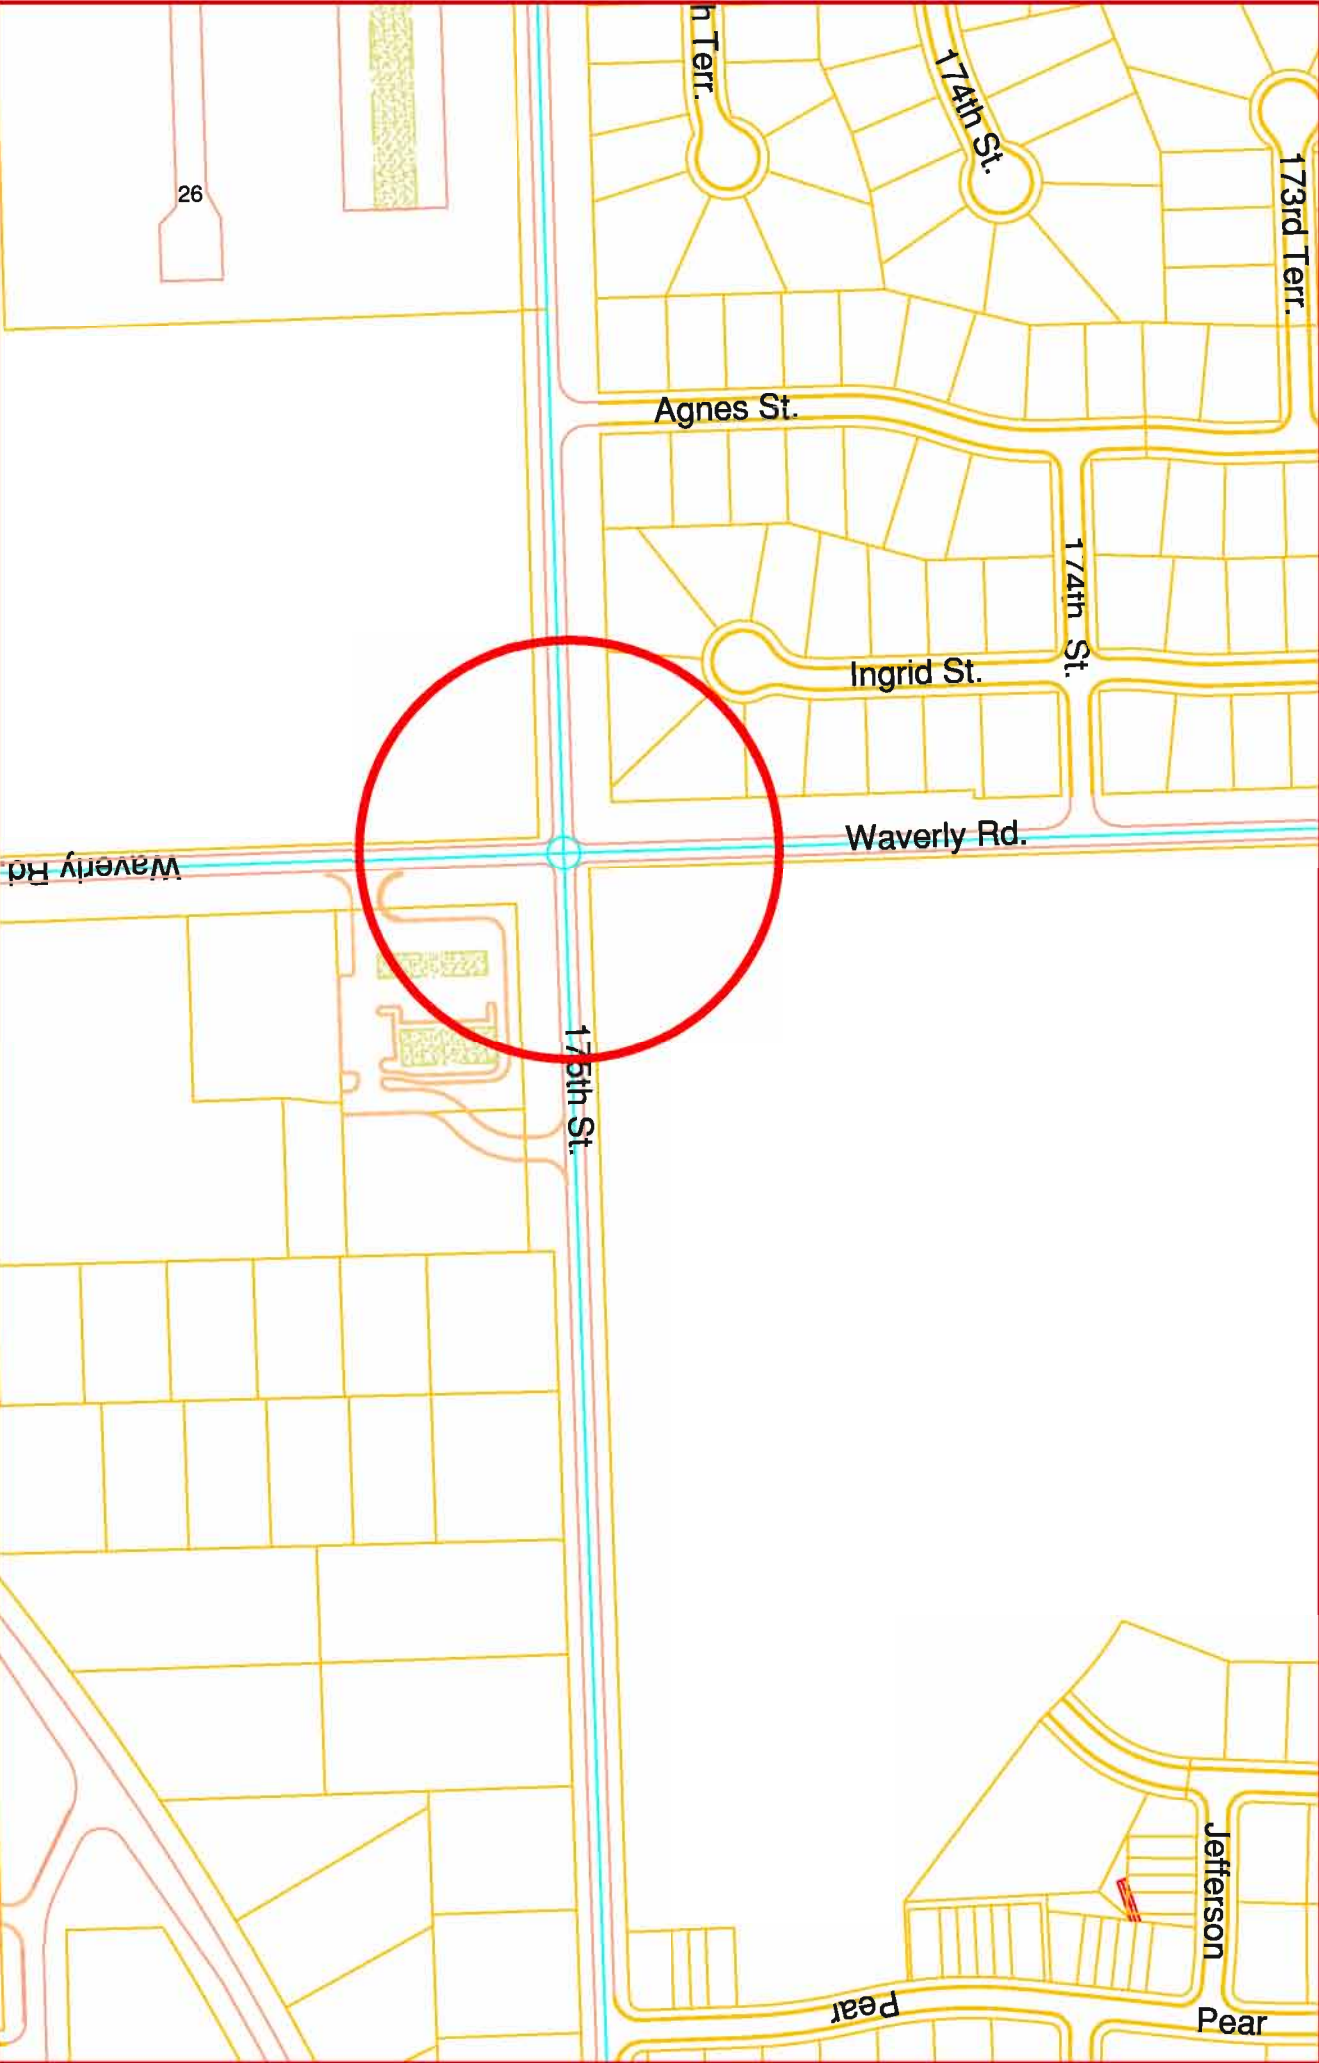 h Terr.
174th St.
173rd Terr.
26
Agnes St.
174th St.
Ingrid St.
Waverly Rd.
Waverly Rd.
175th St.
Jefferson
Pear
Pear